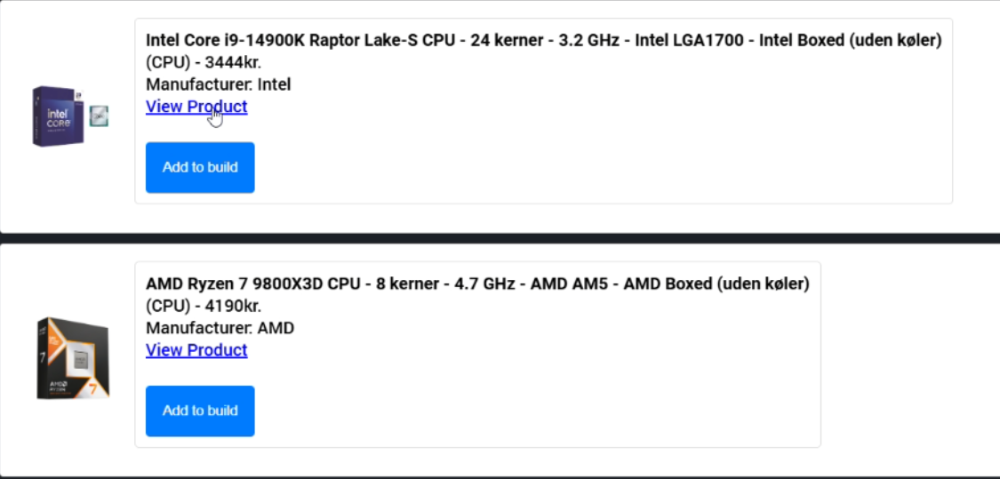 Intel Core i9-14900K Raptor Lake-S CPU - 24 kerner - 3.2 GHz - Intel LGA1700 - Intel Boxed (uden køler)
(CPU) - 3444kr.
Manufacturer: Intel
View Product
intel
CORE
Add to build
AMD Ryzen 7 9800X3D CPU - 8 kerner - 4.7 GHz - AMD AM5 - AMD Boxed (uden køler)
(CPU) - 4190kr.
Manufacturer: AMD
View Product
7
AMD
RYZEN
7
Add to build